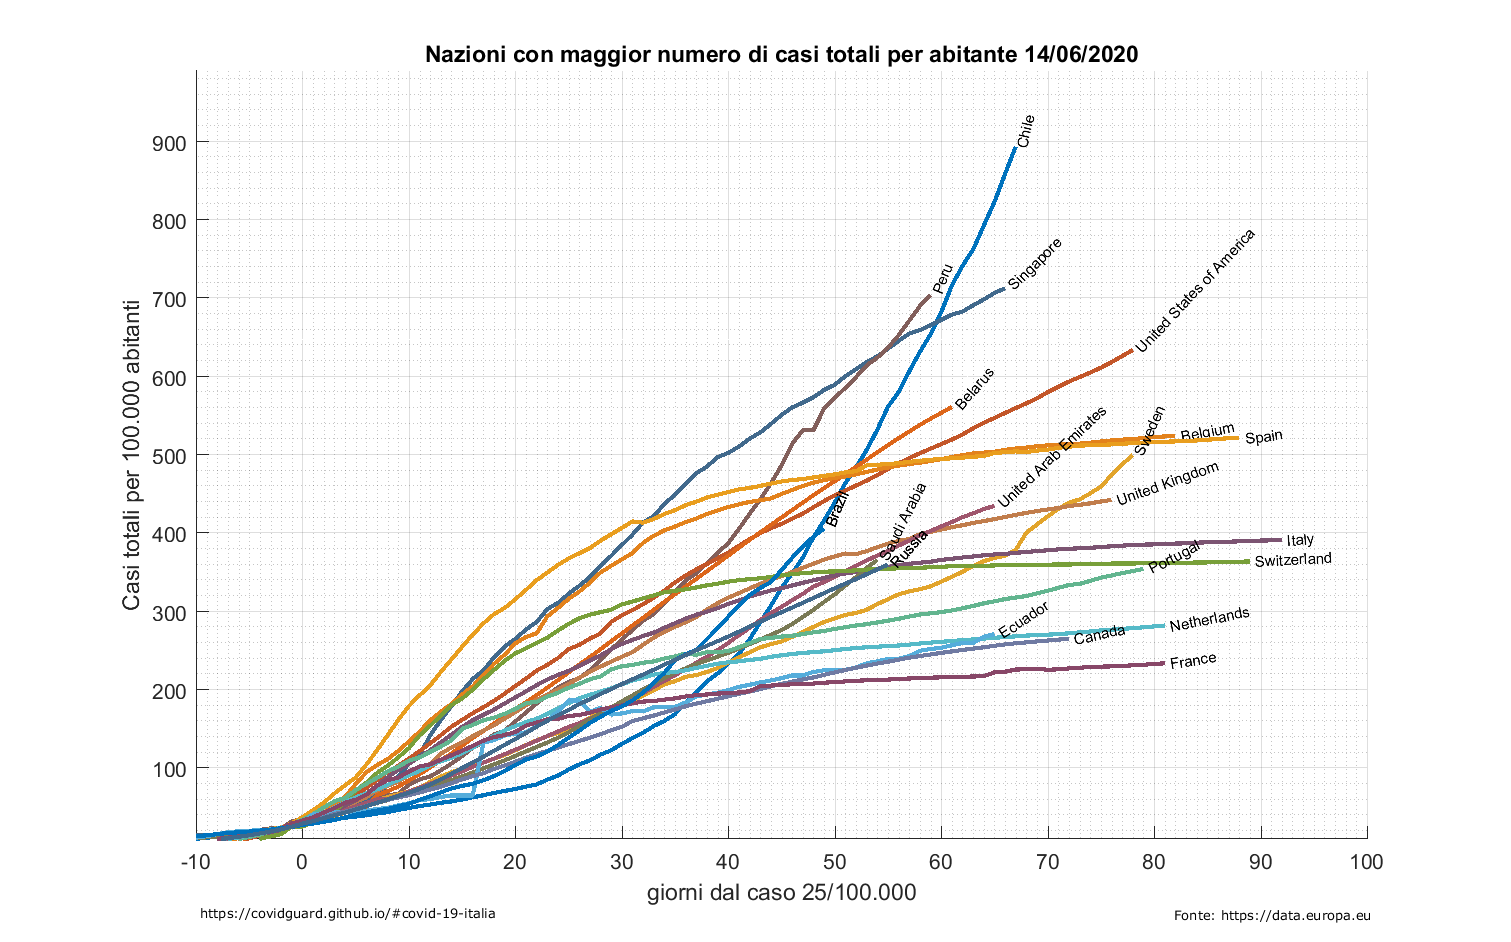 Nazioni con maggior numero di casi totali per abitante 14/06/2020
Casi totali per 100.000 abitanti
900
800
700
600
500
400
300
200
100
Chile
Singapore
Peru
United States of America
Belarus
United Arab Emirates
Sweden
Belgium
Spain
Brazil
Saudi Arabia
Russia
United Kingdom
Italy
Portugal
Switzerland
Ecuador
Canada
Netherlands
France
-10 0 10 20 30 40 50 60 70 80 90 100
giorni dal caso 25/100.000
https://covidguard.github.io/#covid-19-italia
Fonte: https://data.europa.eu